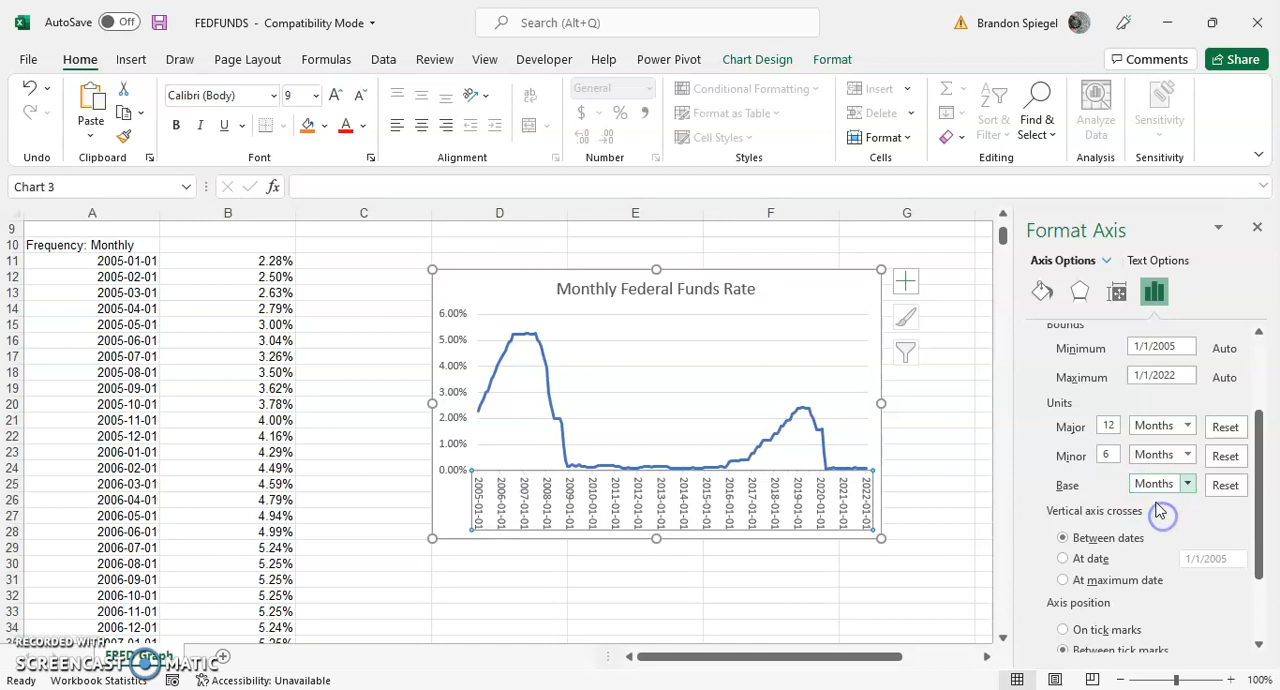 AutoSave Off FEDFUNDS - Compatibility Mode Search (Alt+Q) Brandon Spiegel
File Home Insert Draw Page Layout Formulas Data Review View Developer Help Power Pivot Chart Design Format Comments Share
Calibri (Body) 9 General Conditional Formatting Insert
Paste B I U $ % Format as Table Delete Sort & Find & Analyze Sensitivity
Cell Styles Format Filter Select Data
Undo Clipboard Font Alignment Number Styles Cells Editing Analysis Sensitivity
Chart 3 fx
A B C D E F G
9
10 Frequency: Monthly
11 2005-01-01 2.28%
12 2005-02-01 2.50%
13 2005-03-01 2.63%
14 2005-04-01 2.79%
15 2005-05-01 3.00%
16 2005-06-01 3.04%
17 2005-07-01 3.26%
18 2005-08-01 3.50%
19 2005-09-01 3.62%
20 2005-10-01 3.78%
21 2005-11-01 4.00%
22 2005-12-01 4.16%
23 2006-01-01 4.29%
24 2006-02-01 4.49%
25 2006-03-01 4.59%
26 2006-04-01 4.79%
27 2006-05-01 4.94%
28 2006-06-01 4.99%
29 2006-07-01 5.24%
30 2006-08-01 5.25%
31 2006-09-01 5.25%
32 2006-10-01 5.25%
33 2006-11-01 5.25%
34 2006-12-01 5.24%
Monthly Federal Funds Rate
6.00%
5.00%
4.00%
3.00%
2.00%
1.00%
0.00%
2005-01-01
2006-01-01
2007-01-01
2008-01-01
2009-01-01
2010-01-01
2011-01-01
2012-01-01
2013-01-01
2014-01-01
2015-01-01
2016-01-01
2017-01-01
2018-01-01
2019-01-01
2020-01-01
2021-01-01
2022-01-01
Format Axis
Axis Options Text Options
Bounds
Minimum 1/1/2005 Auto
Maximum 1/1/2022 Auto
Units
Major 12 Months Reset
Minor 6 Months Reset
Base Months Reset
Vertical axis crosses
Between dates
At date 1/1/2005
At maximum date
Axis position
On tick marks
Between tick marks
RECORDED WITH
SCREENCAST-O-MATIC
FRED Graph
Ready Workbook Statistics Accessibility: Unavailable 100%